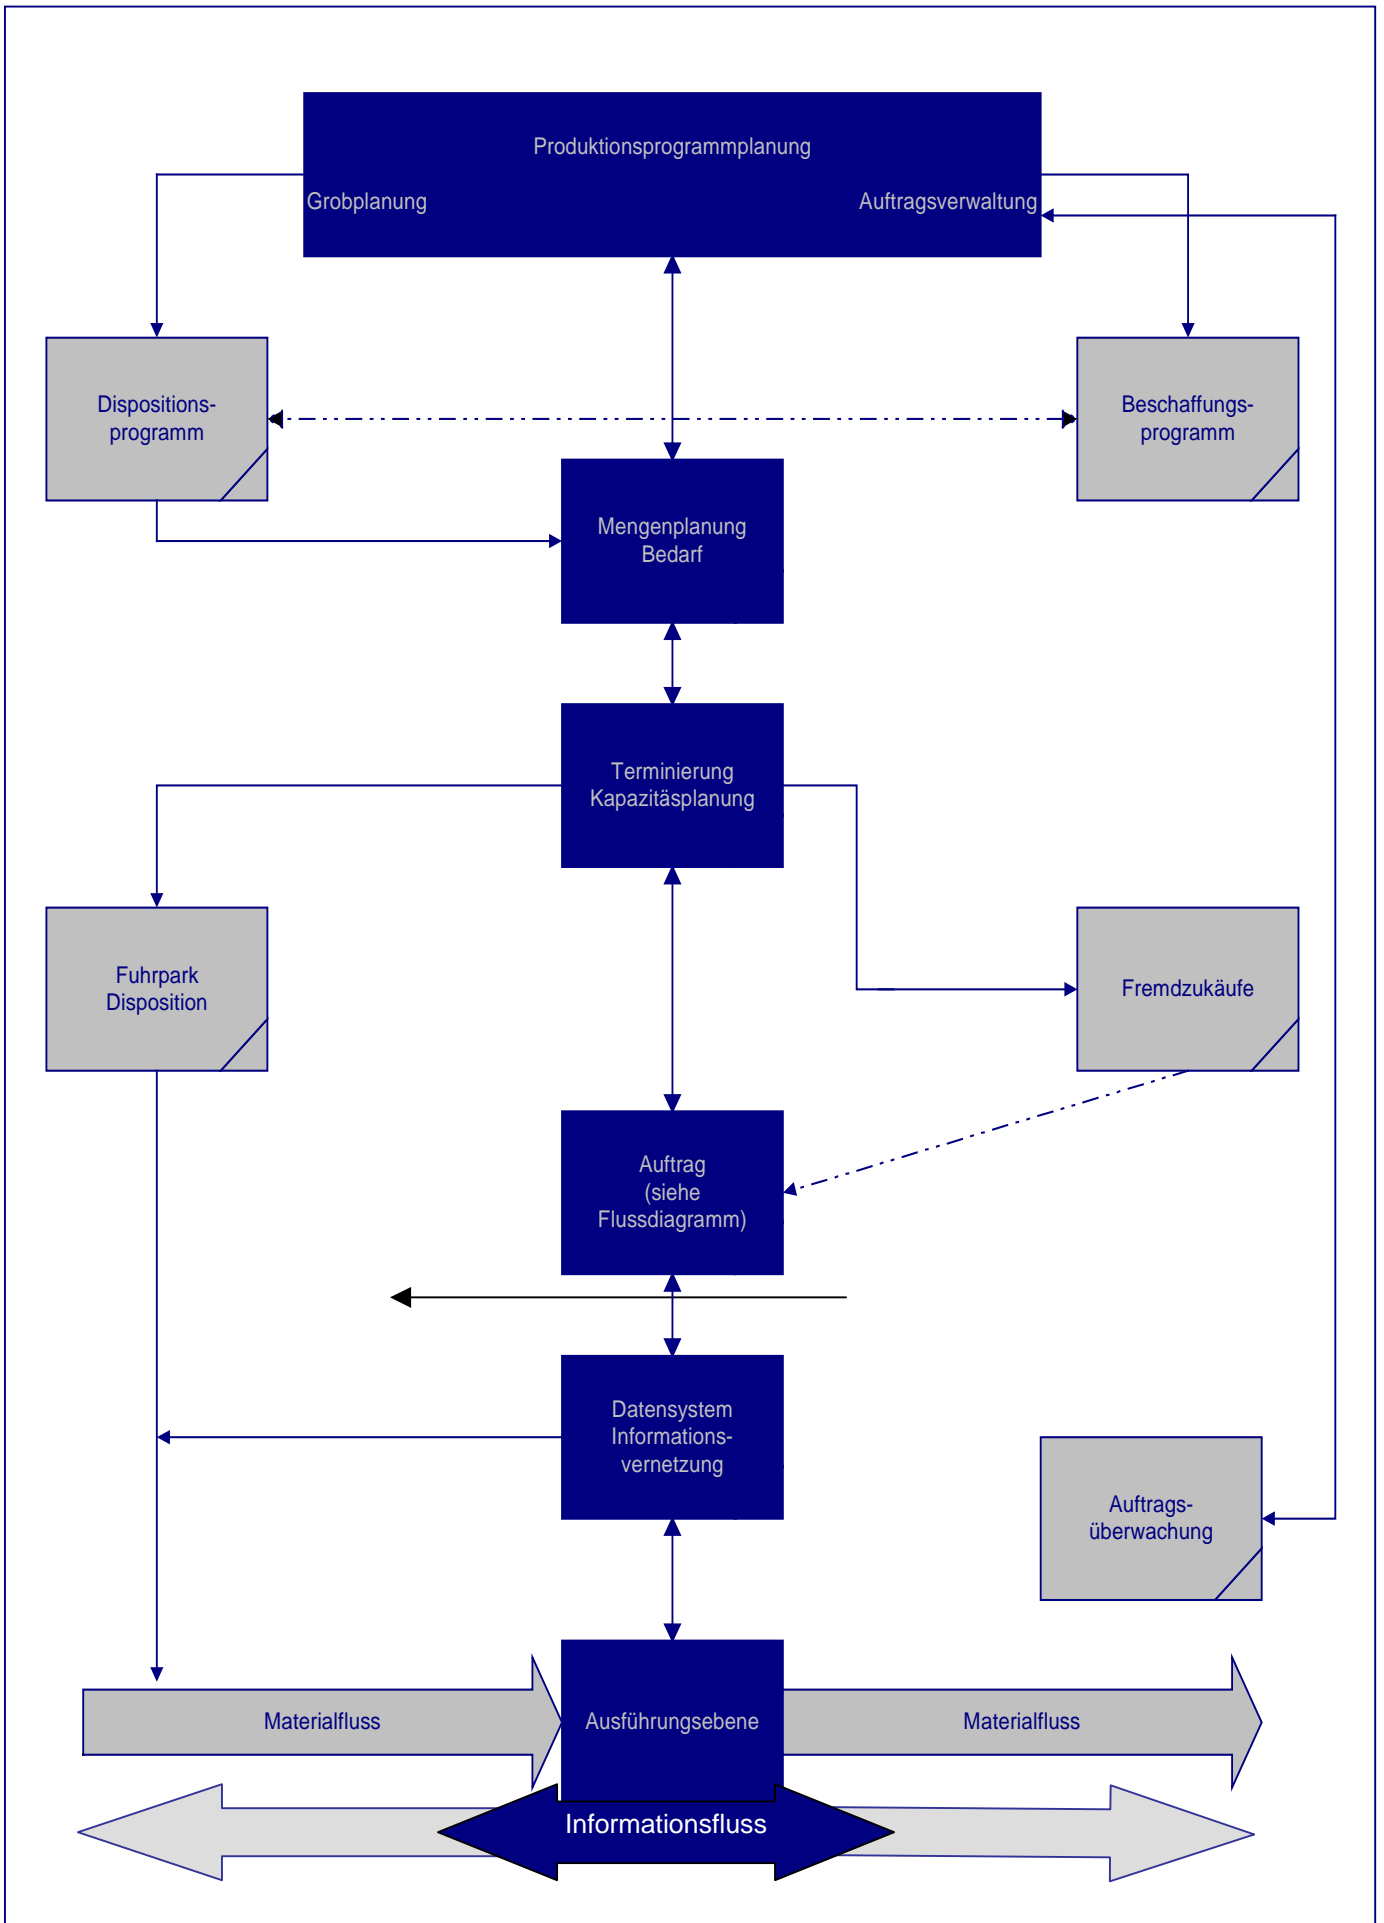 Produktionsprogrammplanung
Grobplanung
Auftragsverwaltung
Dispositions-
programm
Beschaffungs-
programm
Mengenplanung
Bedarf
Terminierung
Kapazitäsplanung
Fuhrpark
Disposition
Fremdzukäufe
Auftrag
(siehe
Flussdiagramm)
Datensystem
Informations-
vernetzung
Auftrags-
überwachung
Materialfluss
Ausführungsebene
Materialfluss
Informationsfluss